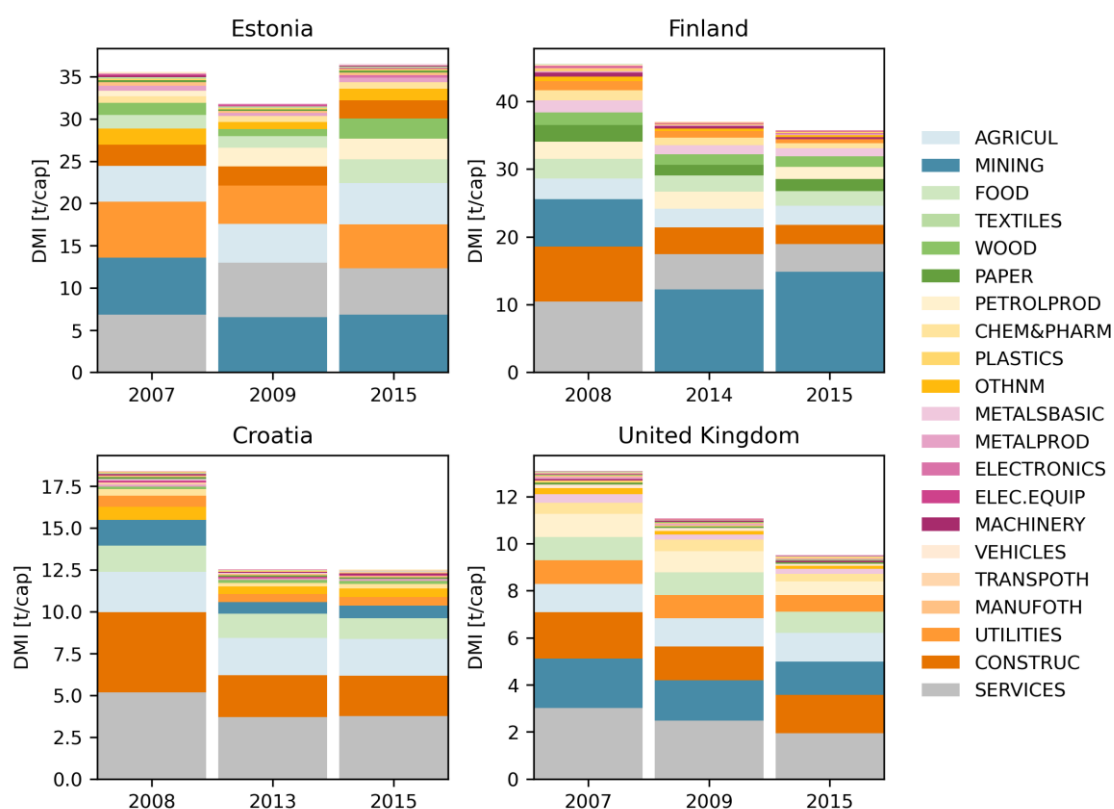 Estonia
DMI [t/cap]
35
30
25
20
15
10
5
0
2007 2009 2015
Finland
DMI [t/cap]
40
30
20
10
0
2008 2014 2015
Croatia
DMI [t/cap]
17.5
15.0
12.5
10.0
7.5
5.0
2.5
0.0
2008 2013 2015
United Kingdom
DMI [t/cap]
12
10
8
6
4
2
0
2007 2009 2015
AGRICUL
MINING
FOOD
TEXTILES
WOOD
PAPER
PETROLPROD
CHEM&PHARM
PLASTICS
OTHNM
METALSBASIC
METALPROD
ELECTRONICS
ELEC.EQUIP
MACHINERY
VEHICLES
TRANSPOTH
MANUFOTH
UTILITIES
CONSTRUC
SERVICES